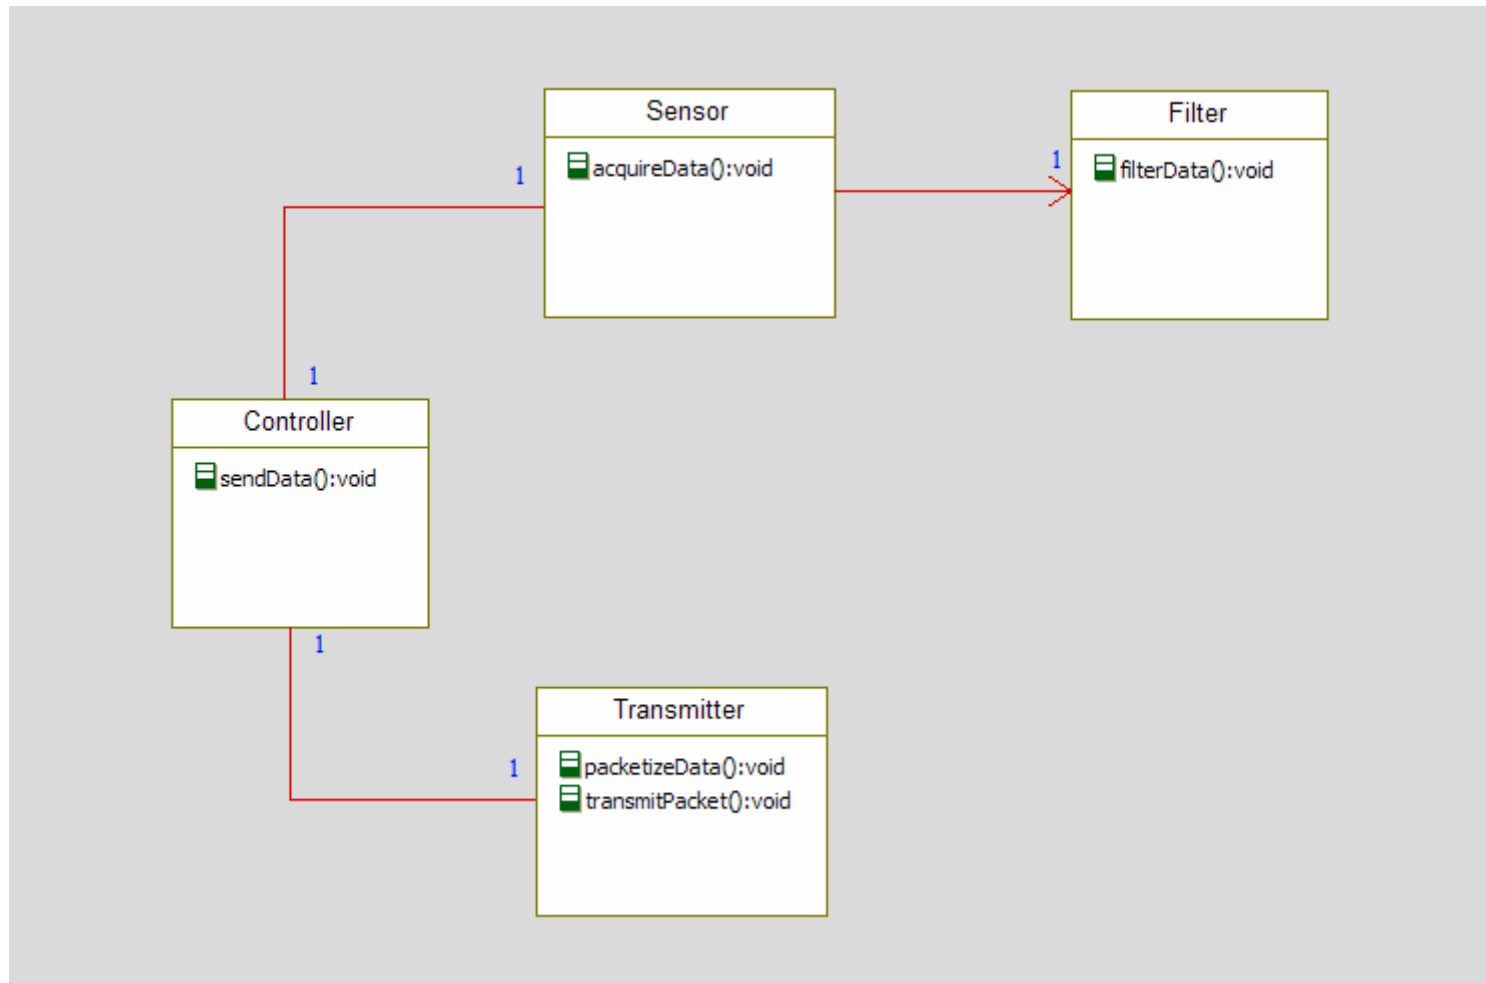 Sensor
acquireData():void
1
Filter
filterData():void
1
1
Controller
sendData():void
1
Transmitter
packetizeData():void
transmitPacket():void
1